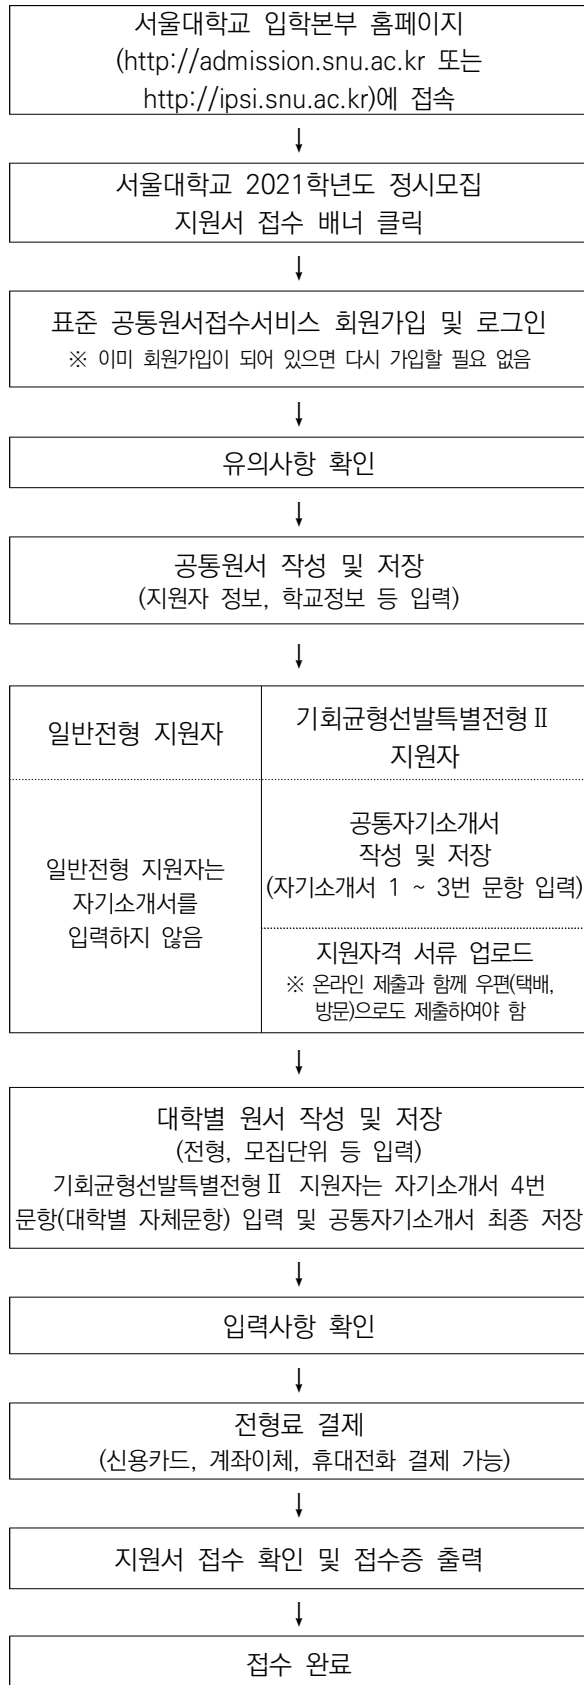 서울대학교 입학본부 홈페이지
(http://admission.snu.ac.kr 또는
http://ipsi.snu.ac.kr)에 접속
↓
서울대학교 2021학년도 정시모집
지원서 접수 배너 클릭
↓
표준 공통원서접수서비스 회원가입 및 로그인
※ 이미 회원가입이 되어 있으면 다시 가입할 필요 없음
↓
유의사항 확인
↓
공통원서 작성 및 저장
(지원자 정보, 학교정보 등 입력)
↓
일반전형 지원자
기회균형선발특별전형Ⅱ
지원자
일반전형 지원자는
자기소개서를
입력하지 않음
공통자기소개서
작성 및 저장
(자기소개서 1 ~ 3번 문항 입력)
지원자격 서류 업로드
※ 온라인 제출과 함께 우편(택배,
방문)으로도 제출하여야 함
↓
대학별 원서 작성 및 저장
(전형, 모집단위 등 입력)
기회균형선발특별전형Ⅱ 지원자는 자기소개서 4번
문항(대학별 자체문항) 입력 및 공통자기소개서 최종 저장
↓
입력사항 확인
↓
전형료 결제
(신용카드, 계좌이체, 휴대전화 결제 가능)
↓
지원서 접수 확인 및 접수증 출력
↓
접수 완료